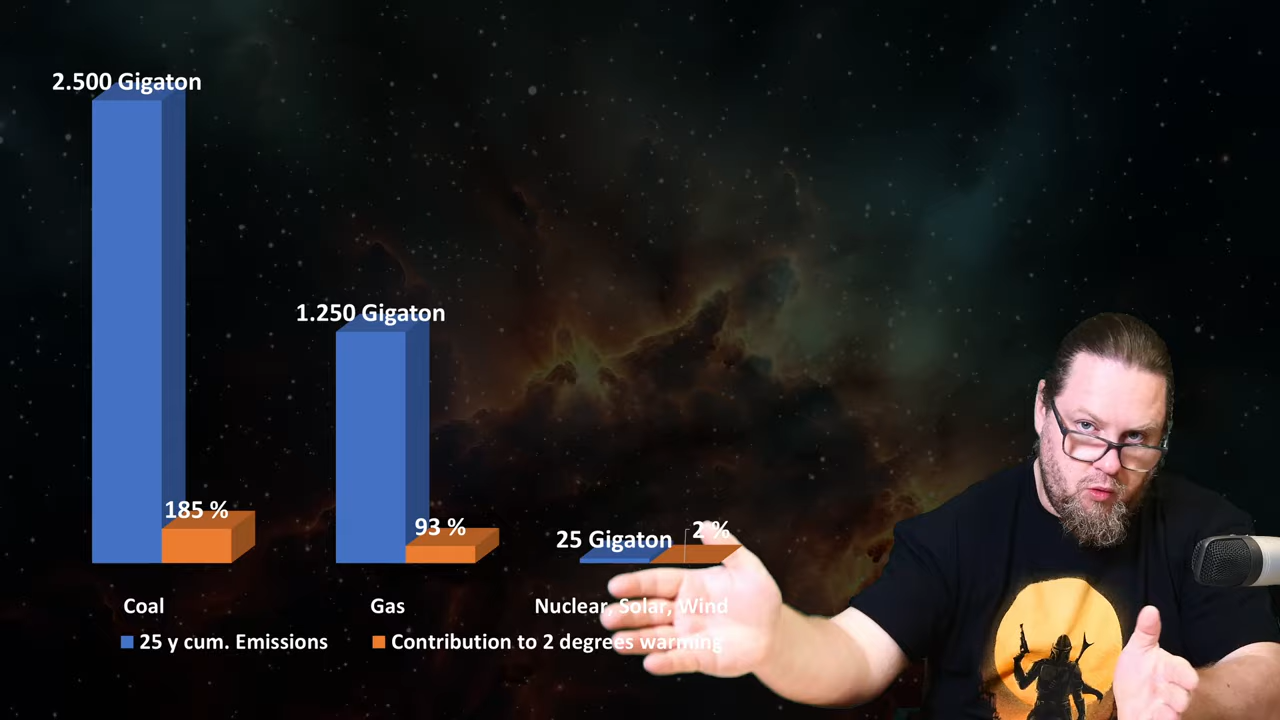 2.500 Gigaton
1.250 Gigaton
185 %
93 %
25 Gigaton
2 %
Coal
Gas
Nuclear, Solar, Wind
25 y cum. Emissions
Contribution to 2 degrees warming